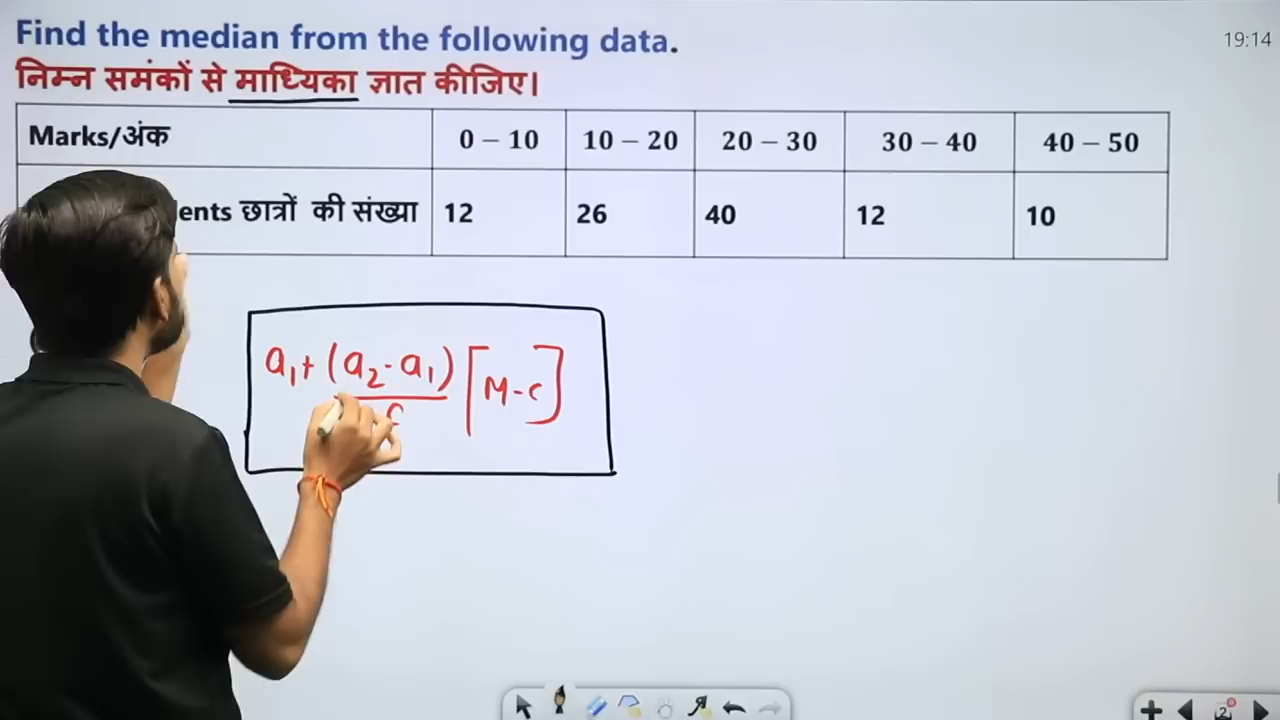 Find the median from the following data.
19:14
निम्न समंकों से माध्यिका ज्ञात कीजिए।
Marks/अंक 0 – 10 10 – 20 20 – 30 30 – 40 40 – 50
ents छात्रों की संख्या 12 26 40 12 10
a₁ + (a₂ - a₁) [M - C]
2